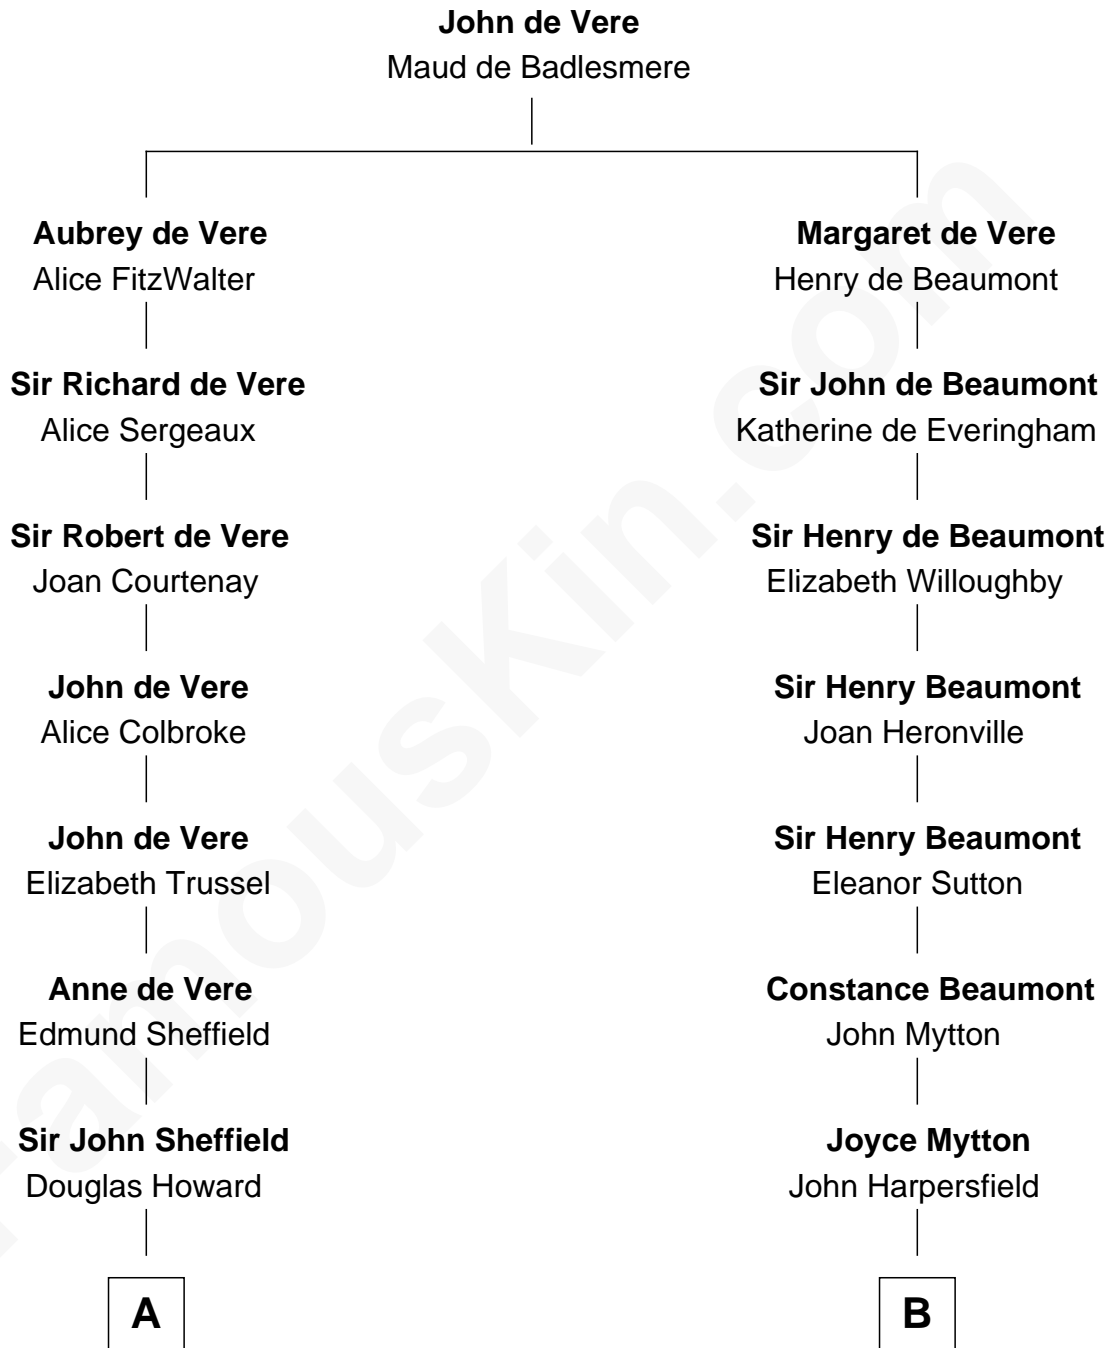 John de Vere
Maud de Badlesmere
Aubrey de Vere
Alice FitzWalter
Margaret de Vere
Henry de Beaumont
Sir Richard de Vere
Alice Sergeaux
Sir John de Beaumont
Katherine de Everingham
Sir Robert de Vere
Joan Courtenay
Sir Henry de Beaumont
Elizabeth Willoughby
John de Vere
Alice Colbroke
Sir Henry Beaumont
Joan Heronville
John de Vere
Elizabeth Trussel
Sir Henry Beaumont
Eleanor Sutton
Anne de Vere
Edmund Sheffield
Constance Beaumont
John Mytton
Sir John Sheffield
Douglas Howard
Joyce Mytton
John Harpersfield
A
B
FamousKin.com